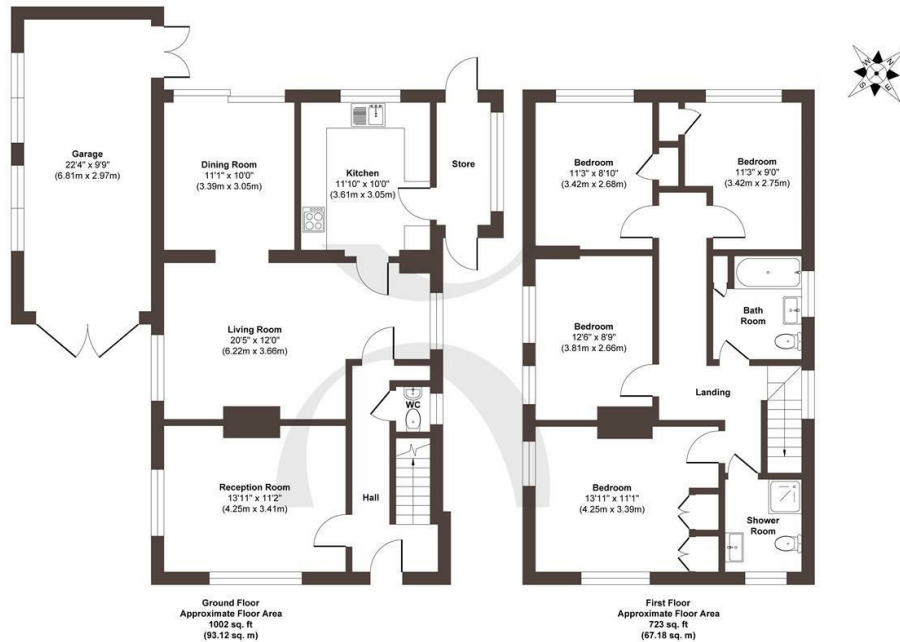 Garage
22'4" x 9'9"
(6.81m x 2.97m)
Dining Room
11'1" x 10'0"
(3.39m x 3.05m)
Kitchen
11'10" x 10'0"
(3.61m x 3.05m)
Store
Living Room
20'5" x 12'0"
(6.22m x 3.66m)
WC
Reception Room
13'11" x 11'2"
(4.25m x 3.41m)
Hall
Ground Floor
Approximate Floor Area
1002 sq. ft
(93.12 sq. m)
Bedroom
11'3" x 8'10"
(3.42m x 2.68m)
Bedroom
11'3" x 9'0"
(3.42m x 2.75m)
Bedroom
12'6" x 8'9"
(3.81m x 2.66m)
Bath
Room
Landing
Bedroom
13'11" x 11'1"
(4.25m x 3.39m)
Shower
Room
First Floor
Approximate Floor Area
723 sq. ft
(67.18 sq. m)
N
E
S
W